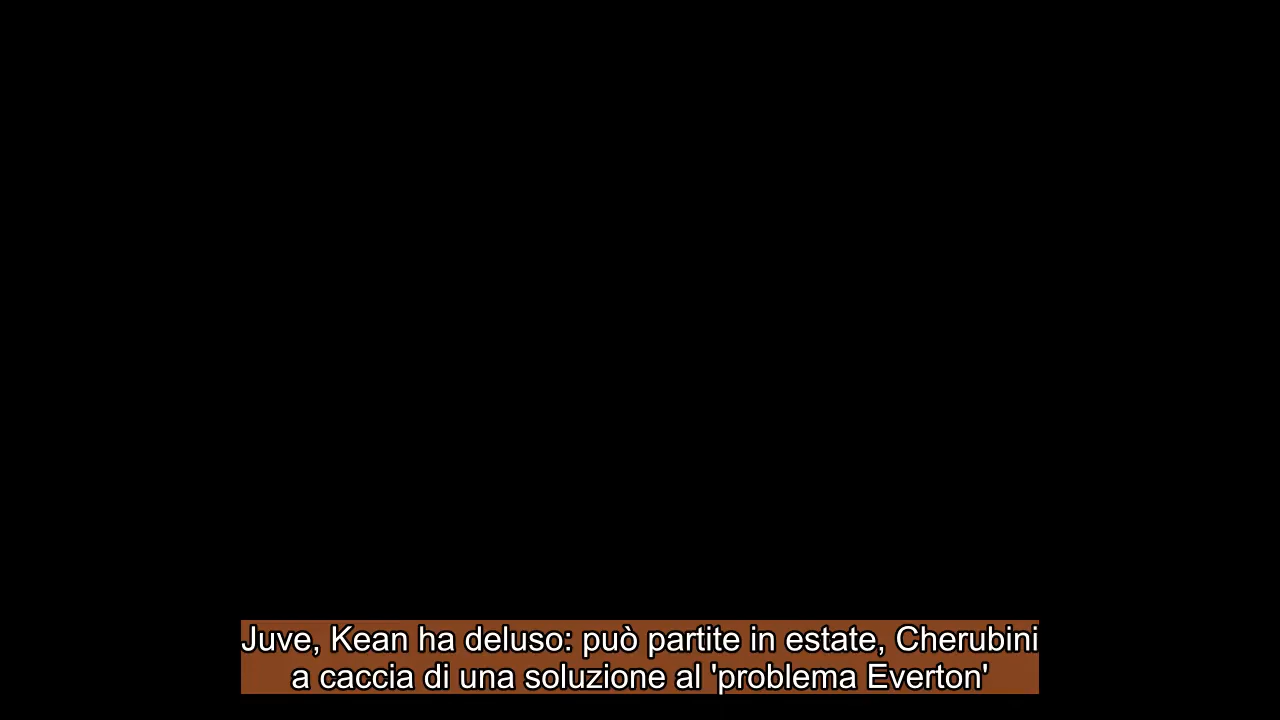 Juve, Kean ha deluso: può partite in estate, Cherubini
a caccia di una soluzione al 'problema Everton'